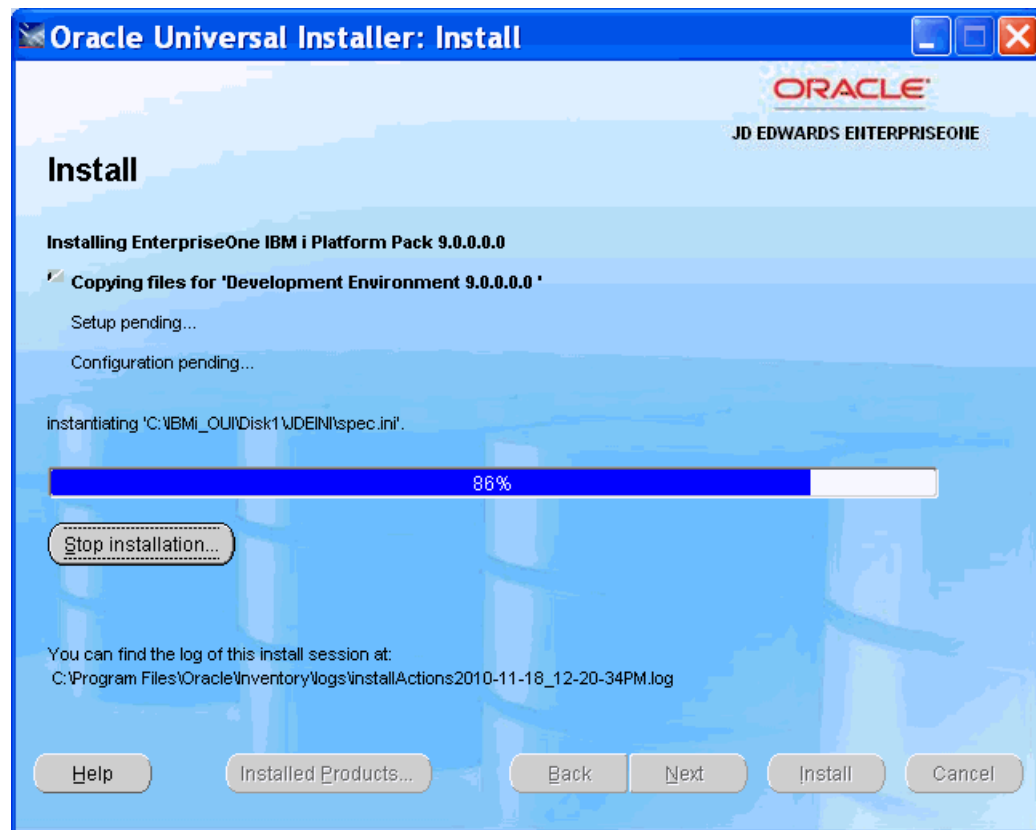 Oracle Universal Installer: Install
ORACLE
JD EDWARDS ENTERPRISEONE
Install
Installing EnterpriseOne IBM i Platform Pack 9.0.0.0.0
Copying files for 'Development Environment 9.0.0.0.0 '
Setup pending...
Configuration pending...
instantiating 'C:\IBMi_OUI\Disk1\JDEINI\spec.ini'.
86%
Stop installation...
You can find the log of this install session at:
C:\Program Files\Oracle\Inventory\logs\installActions2010-11-18_12-20-34PM.log
Help Installed Products... Back Next Install Cancel